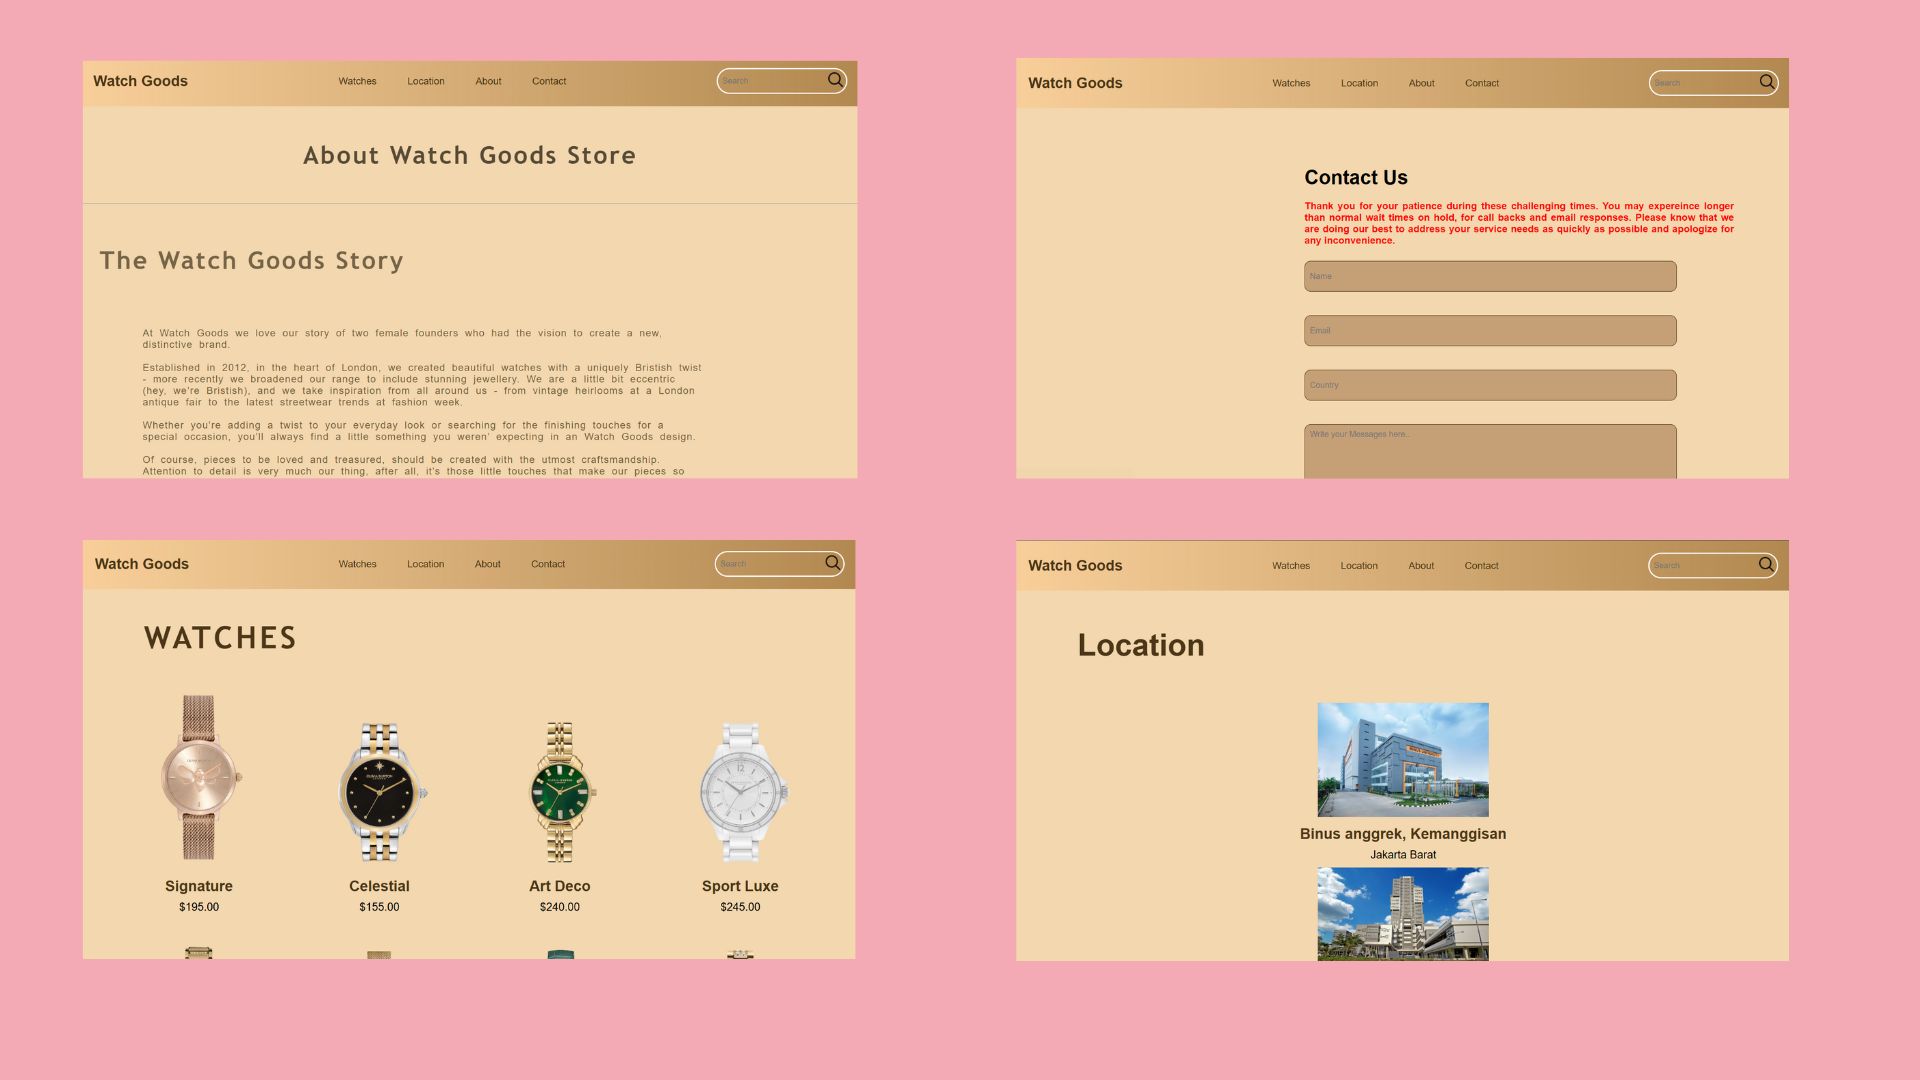 Watch Goods
Watches Location About Contact
Search
About Watch Goods Store
The Watch Goods Story
At Watch Goods we love our story of two female founders who had the vision to create a new,
distinctive brand.
Established in 2012, in the heart of London, we created beautiful watches with a uniquely Bristish twist
- more recently we broadened our range to include stunning jewellery. We are a little bit eccentric
(hey, we're Bristish), and we take inspiration from all around us - from vintage heirlooms at a London
antique fair to the latest streetwear trends at fashion week.
Whether you're adding a twist to your everyday look or searching for the finishing touches for a
special occasion, you'll always find a little something you weren' expecting in an Watch Goods design.
Of course, pieces to be loved and treasured, should be created with the utmost craftsmanship.
Attention to detail is very much our thing, after all, it's those little touches that make our pieces so
Watch Goods
Watches Location About Contact
Search
Contact Us
Thank you for your patience during these challenging times. You may expereince longer
than normal wait times on hold, for call backs and email responses. Please know that we
are doing our best to address your service needs as quickly as possible and apologize for
any inconvenience.
Name
Email
Country
Write your Messages here...
Watch Goods
Watches Location About Contact
Search
WATCHES
Signature
$195.00
Celestial
$155.00
Art Deco
$240.00
Sport Luxe
$245.00
Watch Goods
Watches Location About Contact
Search
Location
Binus anggrek, Kemanggisan
Jakarta Barat